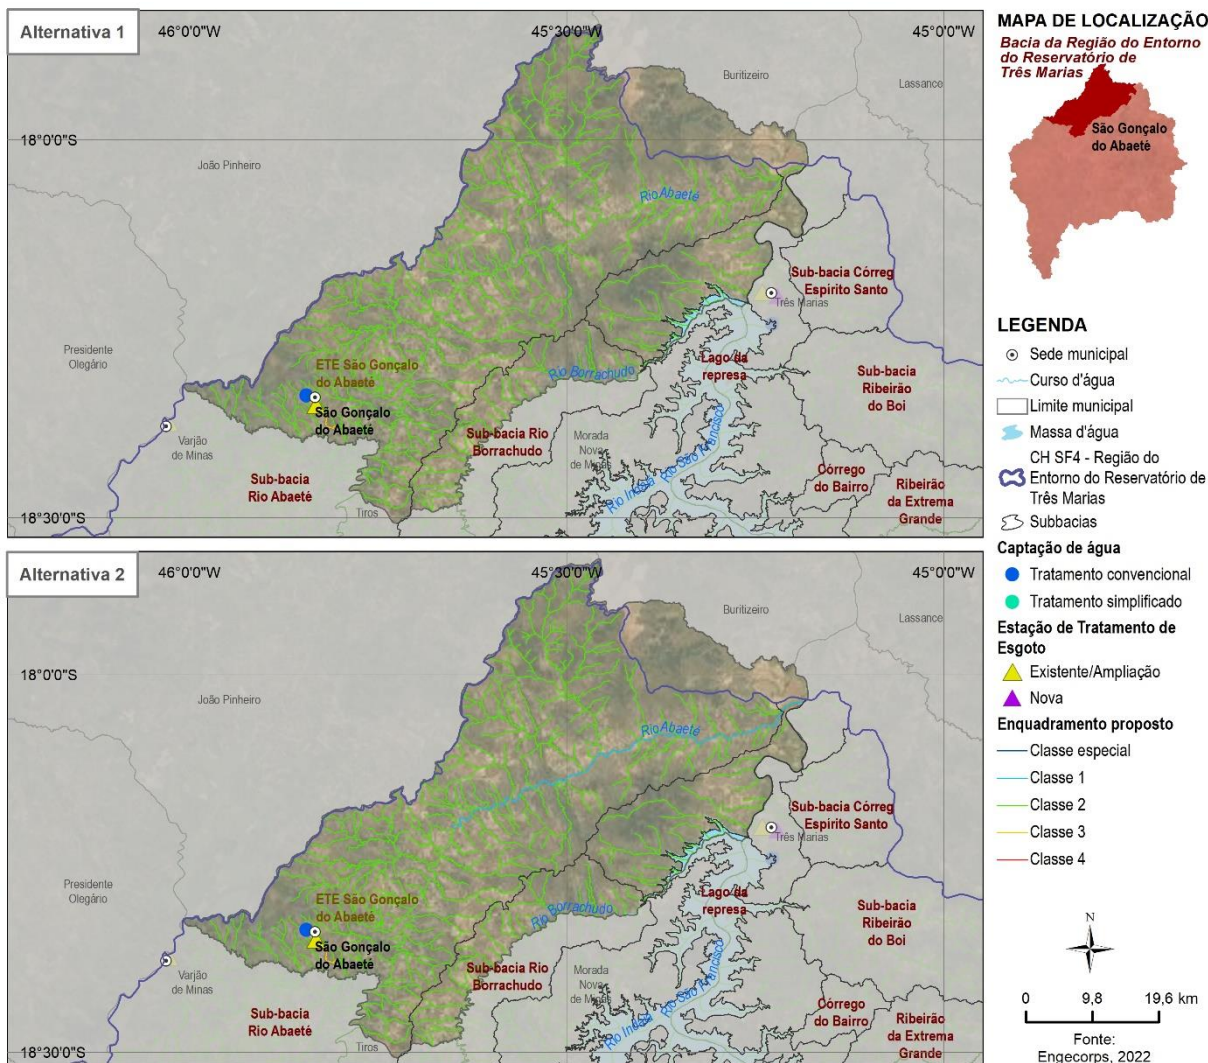 Alternativa 1
46°0'0"W
45°30'0"W
45°0'0"W
18°0'0"S
18°30'0"S
Buritizeiro
Lassance
João Pinheiro
Rio Abaeté
Sub-bacia Córreg
Espírito Santo
Três Marias
Presidente
Olegário
ETE São Gonçalo
do Abaeté
São Gonçalo
do Abaeté
Rio Borrachudo
Lago da
represa
Sub-bacia
Ribeirão
do Boi
Varjão
de Minas
Sub-bacia Rio
Borrachudo
Morada
Nova
de Minas
Rio São Francisco
Rio Indaiá
Sub-bacia
Rio Abaeté
Córrego
do Bairro
Ribeirão
da Extrema
Grande
Tiros
Alternativa 2
46°0'0"W
45°30'0"W
45°0'0"W
18°0'0"S
18°30'0"S
Buritizeiro
Lassance
João Pinheiro
Rio Abaeté
Sub-bacia Córreg
Espírito Santo
Três Marias
Presidente
Olegário
ETE São Gonçalo
do Abaeté
São Gonçalo
do Abaeté
Rio Borrachudo
Lago da
represa
Sub-bacia
Ribeirão
do Boi
Varjão
de Minas
Sub-bacia Rio
Borrachudo
Morada
Nova
de Minas
Rio São Francisco
Rio Indaiá
Sub-bacia
Rio Abaeté
Córrego
do Bairro
Ribeirão
da Extrema
Grande
Tiros
MAPA DE LOCALIZAÇÃO
Bacia da Região do Entorno
do Reservatório de
Três Marias
São Gonçalo
do Abaeté
LEGENDA
Sede municipal
Curso d'água
Limite municipal
Massa d'água
CH SF4 - Região do
Entorno do Reservatório de
Três Marias
Subbacias
Captação de água
Tratamento convencional
Tratamento simplificado
Estação de Tratamento de
Esgoto
Existente/Ampliação
Nova
Enquadramento proposto
Classe especial
Classe 1
Classe 2
Classe 3
Classe 4
N
0 9,8 19,6 km
Fonte:
Engecorps, 2022